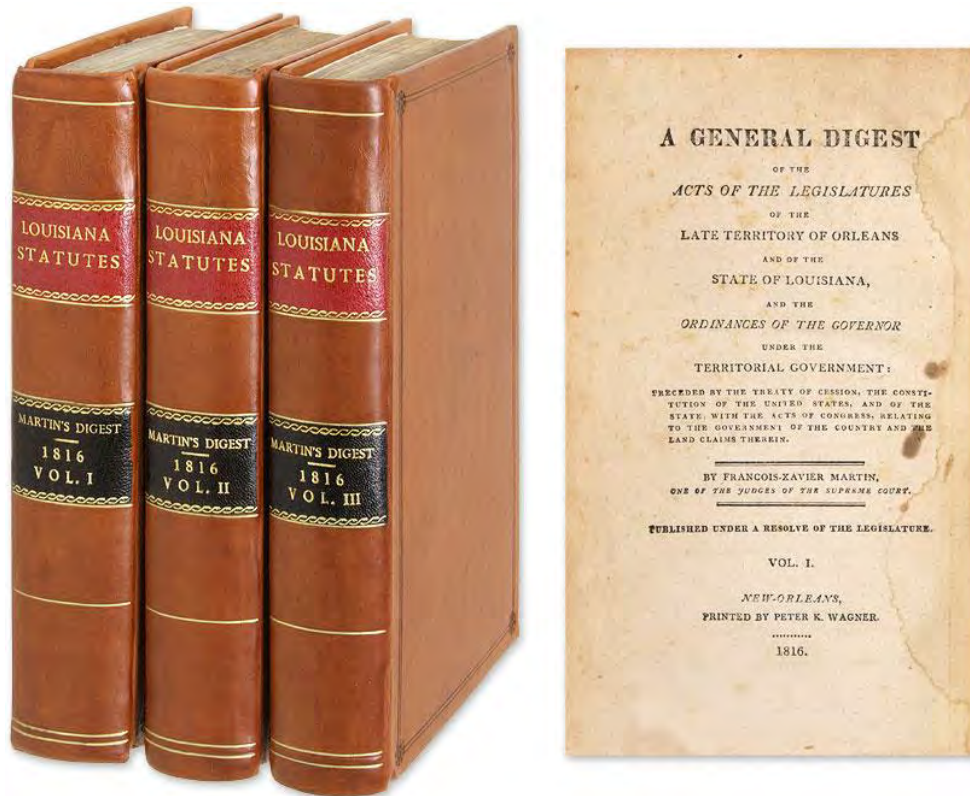 LOUISIANA
STATUTES
MARTIN'S DIGEST
1816
VOL. I
LOUISIANA
STATUTES
MARTIN'S DIGEST
1816
VOL. II
LOUISIANA
STATUTES
MARTIN'S DIGEST
1816
VOL. III
A GENERAL DIGEST
OF THE
ACTS OF THE LEGISLATURES
OF THE
LATE TERRITORY OF ORLEANS
AND OF THE
STATE OF LOUISIANA,
AND THE
ORDINANCES OF THE GOVERNOR
UNDER THE
TERRITORIAL GOVERNMENT:
PRECEDED BY THE TREATY OF CESSION, THE CONSTI-
TUTION OF THE UNITED STATES, AND OF THE
STATE, WITH THE ACTS OF CONGRESS, RELATING
TO THE GOVERNMENT OF THE COUNTRY AND THE
LAND CLAIMS THEREIN.
BY FRANCOIS-XAVIER MARTIN,
ONE OF THE JUDGES OF THE SUPREME COURT.
PUBLISHED UNDER A RESOLVE OF THE LEGISLATURE.
VOL. I.
NEW-ORLEANS,
PRINTED BY PETER K. WAGNER.
1816.